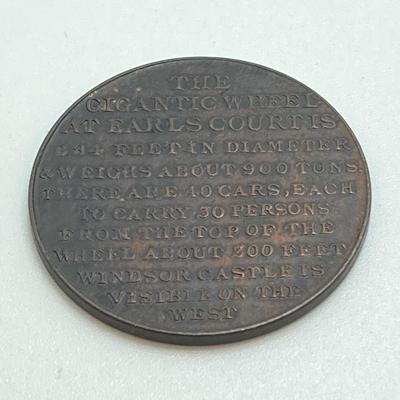 THE
GIGANTIC WHEEL
AT EARLS COURT IS
FEET IN DIAMETER
& WEIGHS ABOUT 900 TONS
THERE ARE 40 CARS, EACH
TO CARRY 30 PERSONS
FROM THE TOP OF THE
WHEEL ABOUT 300 FEET
WINDSOR CASTLE IS
VISIBLE ON THE
WEST